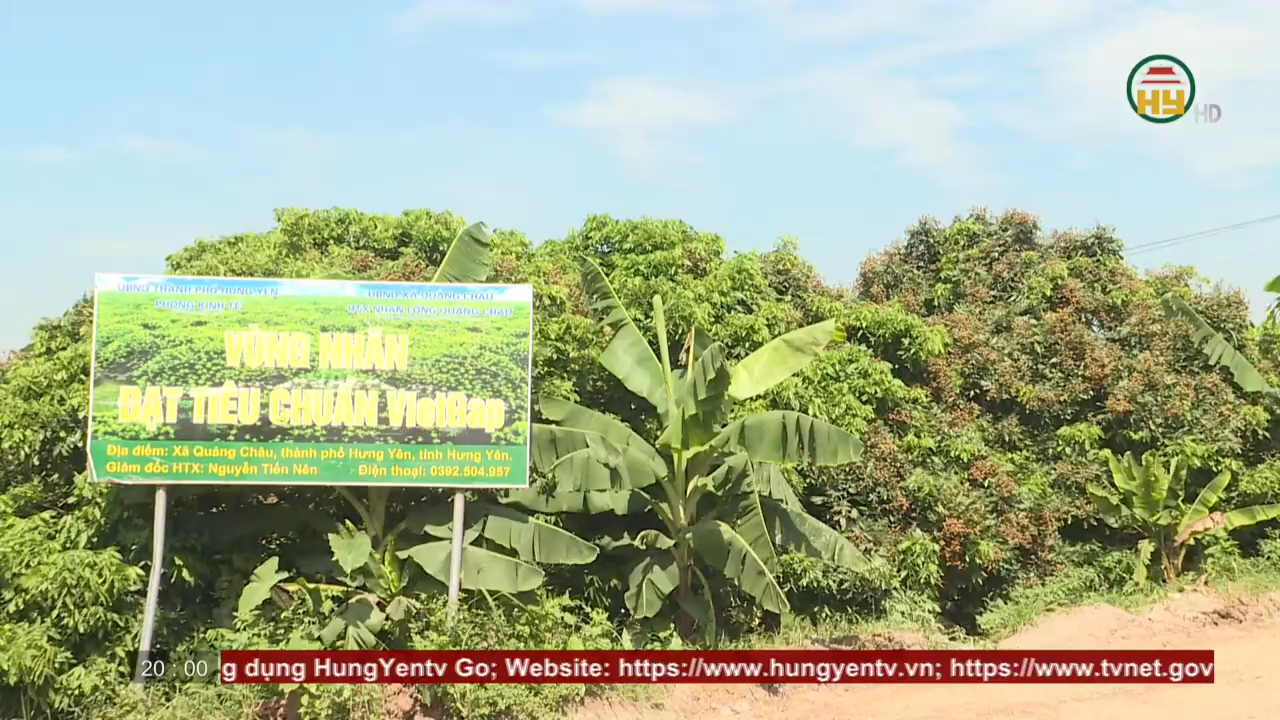 HY HD
UBND THÀNH PHỐ HƯNG YÊN
PHÒNG KINH TẾ
UBND XÃ QUẢNG CHÂU
HTX NHÃN LỒNG QUẢNG CHÂU
VÙNG NHÃN
ĐẠT TIÊU CHUẨN VietGap
Địa điểm: Xã Quảng Châu, thành phố Hưng Yên, tỉnh Hưng Yên.
Giám đốc HTX: Nguyễn Tiến Nên Điện thoại: 0392.504.957
20 : 00 g dụng HungYentv Go; Website: https://www.hungyentv.vn; https://www.tvnet.gov